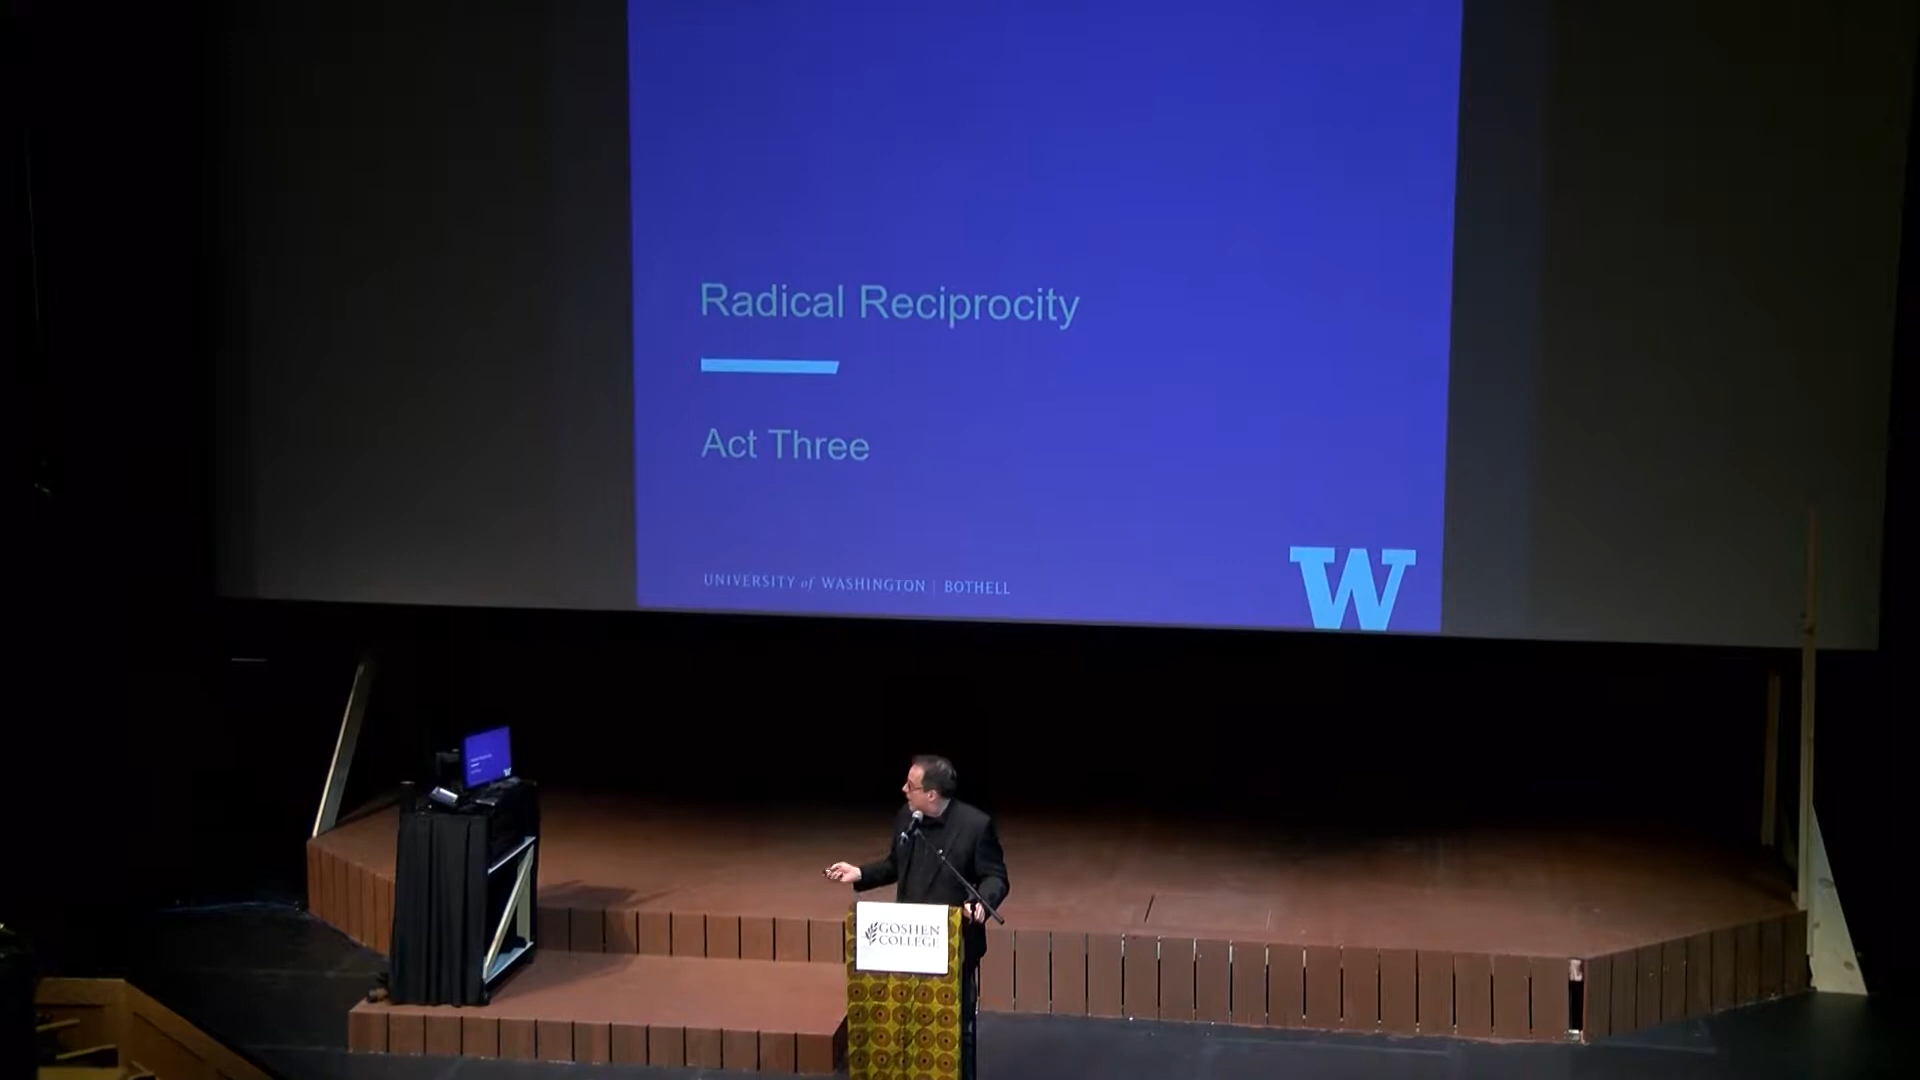 Radical Reciprocity
Act Three
UNIVERSITY of WASHINGTON | BOTHELL
W
GOSHEN
COLLEGE